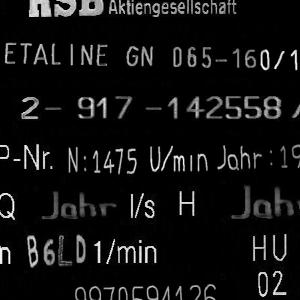 KSB Aktiengesellschaft
ETALINE GN 065-160/1
2- 917 -142558 /
P-Nr. N:1475 U/min Jahr:19
Q Jahr l/s H Jah
n B6LD 1/min HU
02
9970594126